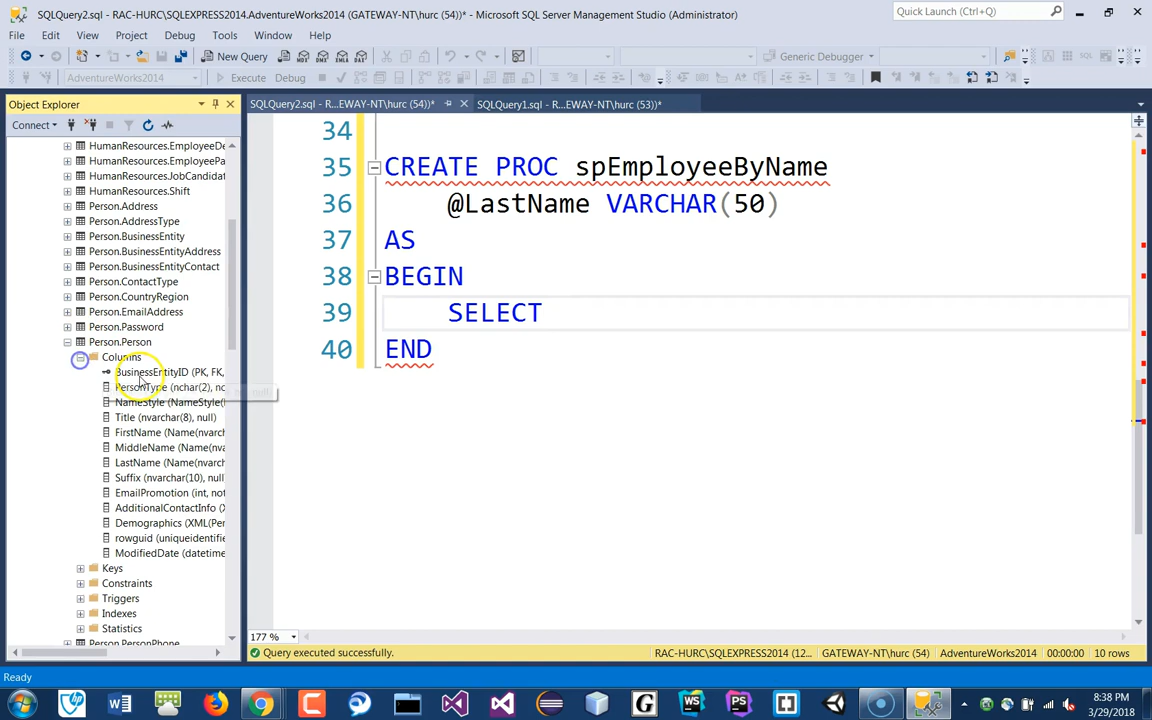 SQLQuery2.sql - RAC-HURC\SQLEXPRESS2014.AdventureWorks2014 (GATEWAY-NT\hurc (54))* - Microsoft SQL Server Management Studio (Administrator)
Quick Launch (Ctrl+Q)
File Edit View Project Debug Tools Window Help
New Query
Generic Debugger
AdventureWorks2014
Execute Debug
Object Explorer
SQLQuery2.sql - R...EWAY-NT\hurc (54))*
SQLQuery1.sql - R...EWAY-NT\hurc (53))*
Connect
HumanResources.EmployeeDe
HumanResources.EmployeePa
HumanResources.JobCandidat
HumanResources.Shift
Person.Address
Person.AddressType
Person.BusinessEntity
Person.BusinessEntityAddress
Person.BusinessEntityContact
Person.ContactType
Person.CountryRegion
Person.EmailAddress
Person.Password
Person.Person
Columns
BusinessEntityID (PK, FK,
PersonType (nchar(2), no
NameStyle (NameStyle(
Title (nvarchar(8), null)
FirstName (Name(nvarch
MiddleName (Name(nva
LastName (Name(nvarch
Suffix (nvarchar(10), null)
EmailPromotion (int, not
AdditionalContactInfo (X
Demographics (XML(Per
rowguid (uniqueidentifie
ModifiedDate (datetime
Keys
Constraints
Triggers
Indexes
Statistics
Person.PersonPhone
34
35 CREATE PROC spEmployeeByName
36 @LastName VARCHAR(50)
37 AS
38 BEGIN
39 SELECT
40 END
177 %
Query executed successfully.
RAC-HURC\SQLEXPRESS2014 (12... GATEWAY-NT\hurc (54) AdventureWorks2014 00:00:00 10 rows
Ready
8:38 PM
3/29/2018